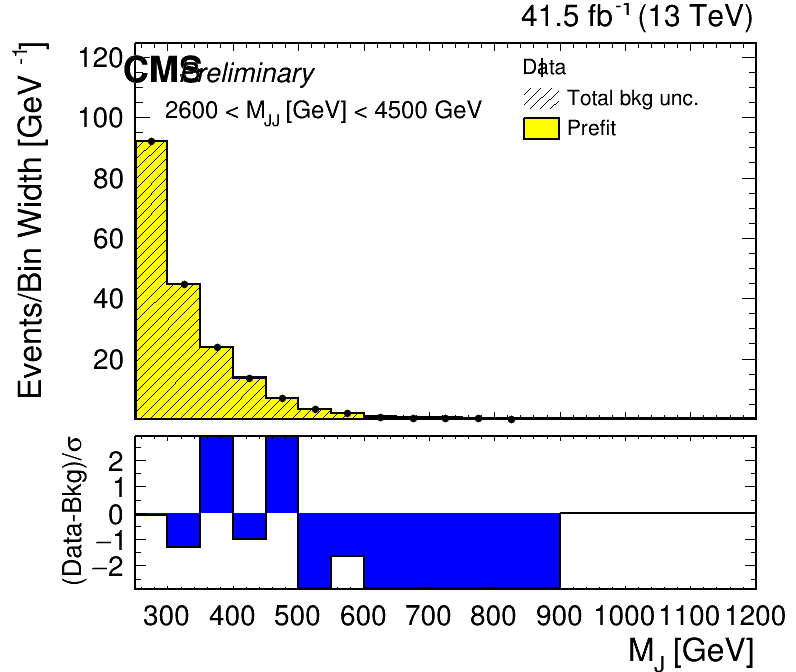 41.5 fb-1 (13 TeV)
CMS Preliminary
2600 < MJJ [GeV] < 4500 GeV
Data
Total bkg unc.
Prefit
Events/Bin Width [GeV-1]
120
100
80
60
40
20
(Data-Bkg)/σ
2
1
0
−1
−2
300 400 500 600 700 800 900 1000 1100 1200
MJ [GeV]